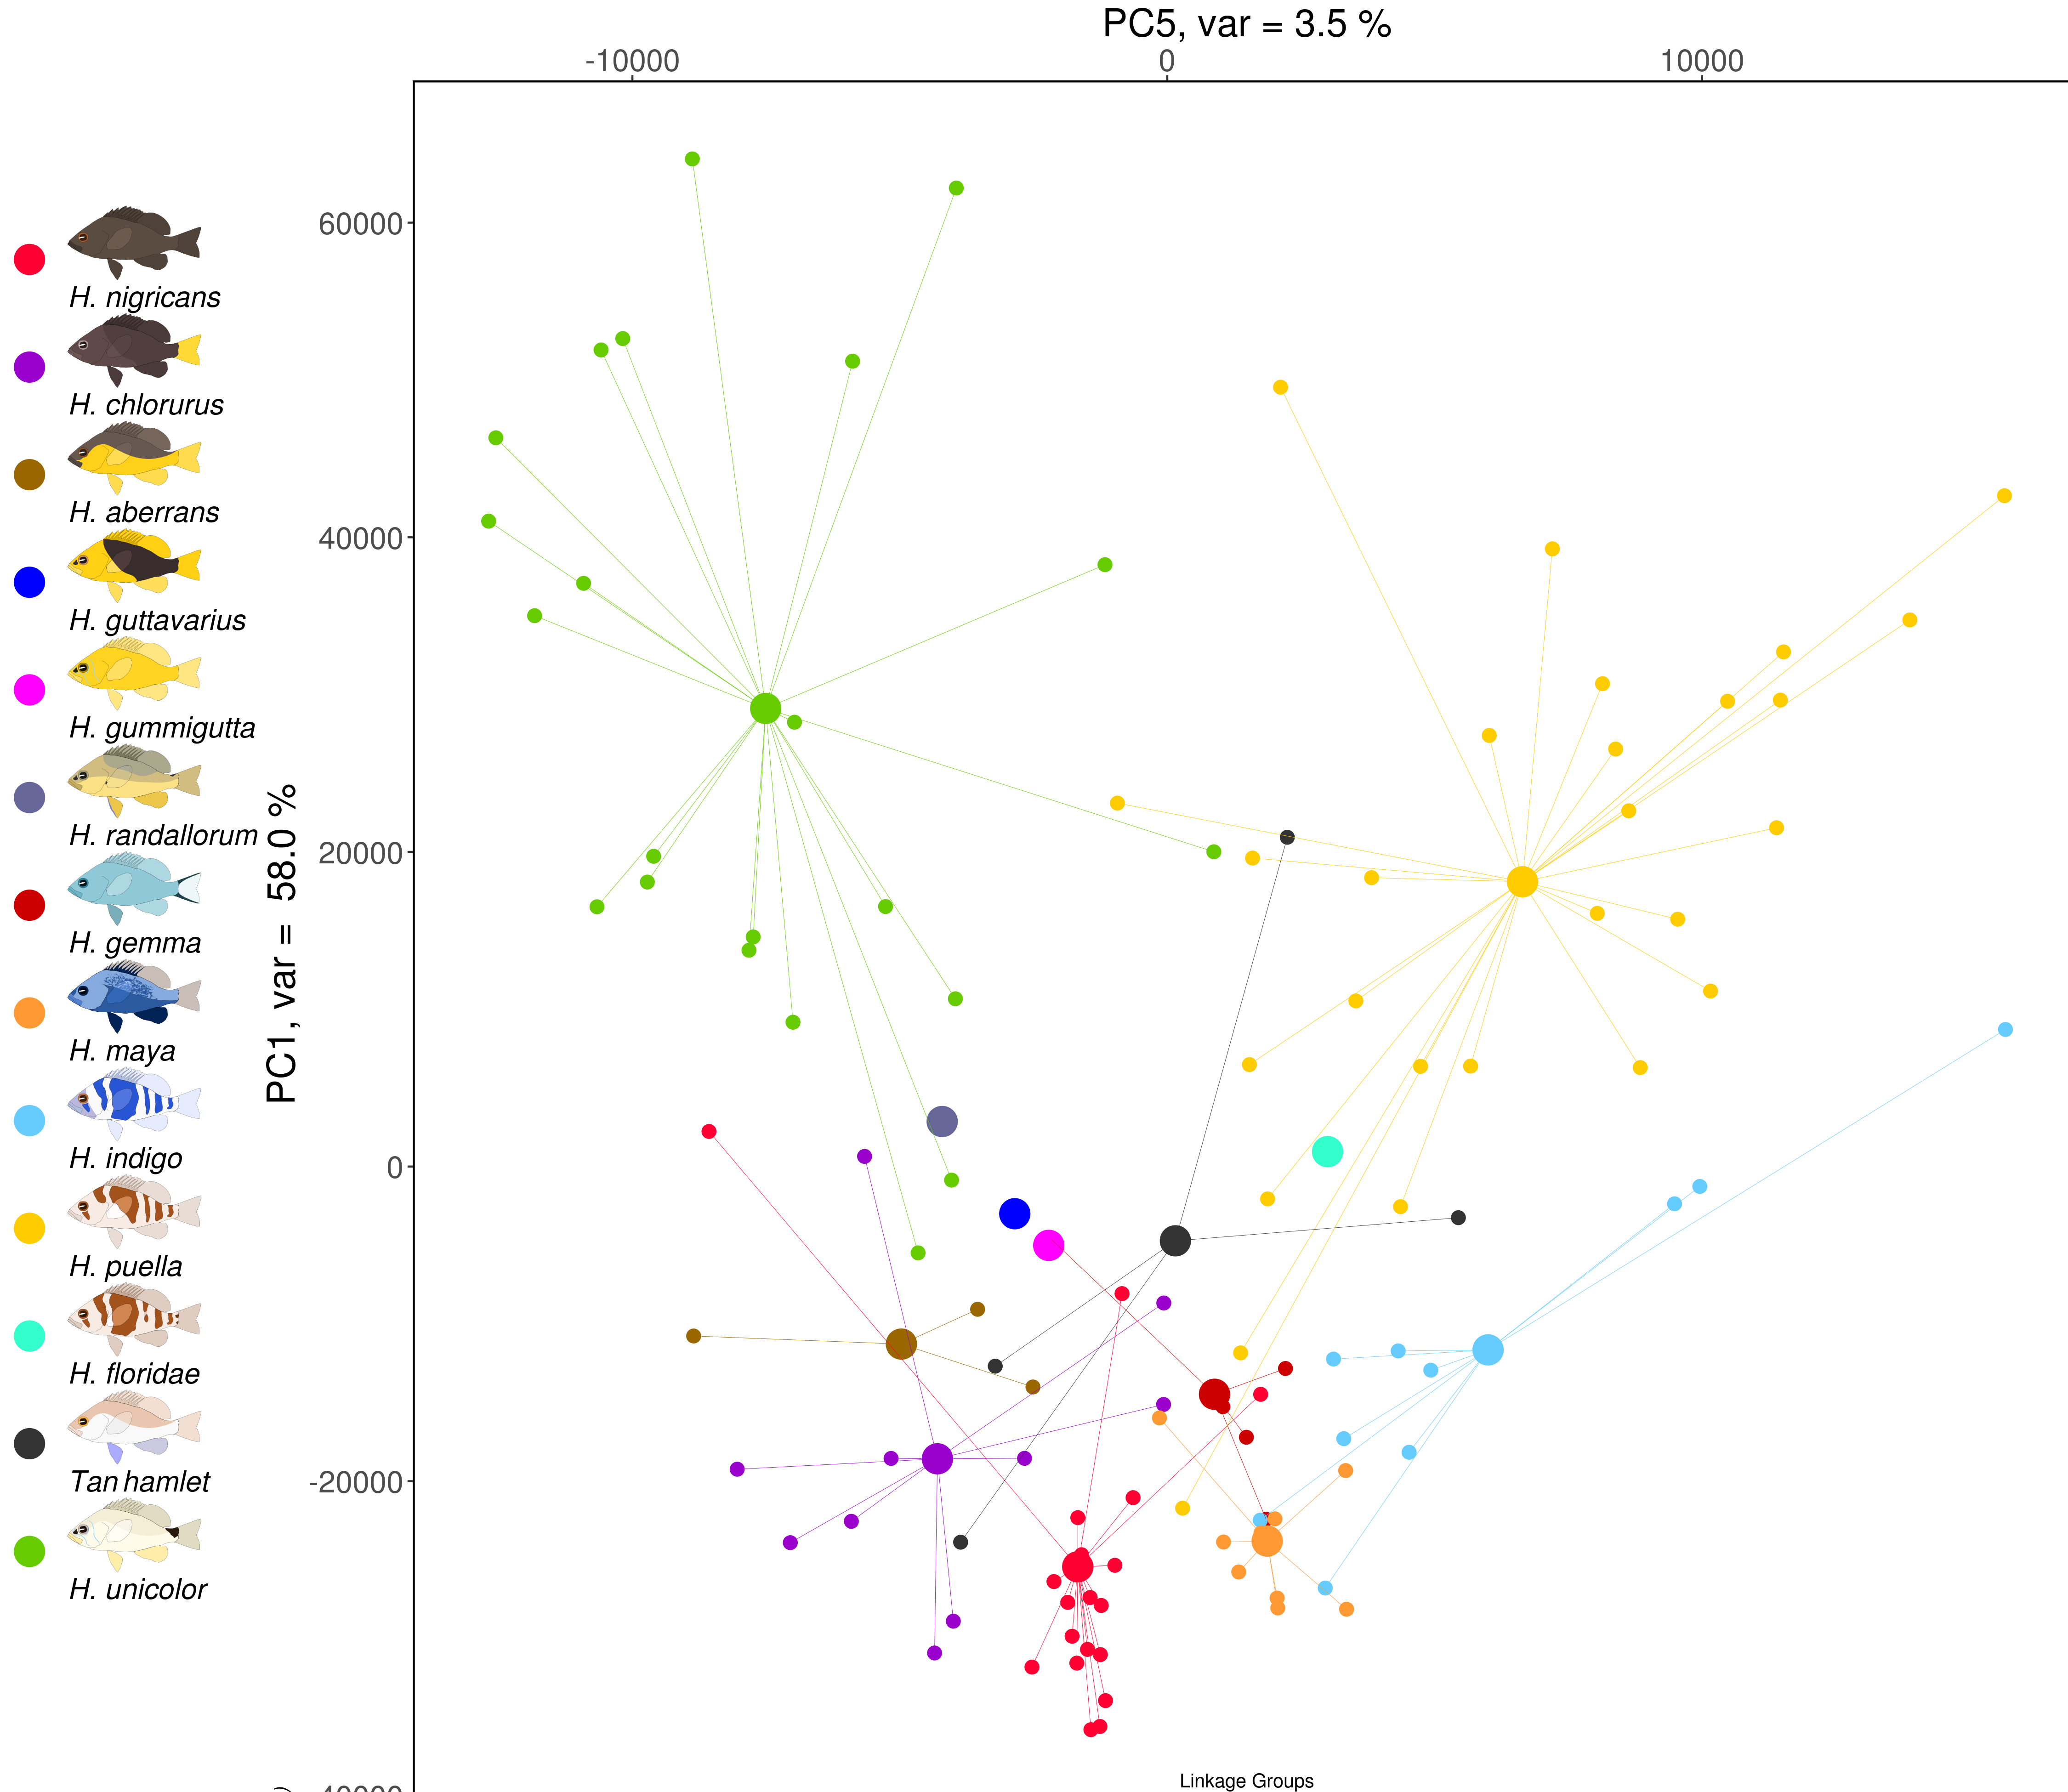 PC5, var = 3.5 %
-10000 0 10000
60000
40000
20000
0
-20000
40000
PC1, var = 58.0 %
H. nigricans
H. chlorurus
H. aberrans
H. guttavarius
H. gummigutta
H. randallorum
H. gemma
H. maya
H. indigo
H. puella
H. floridae
Tan hamlet
H. unicolor
Linkage Groups